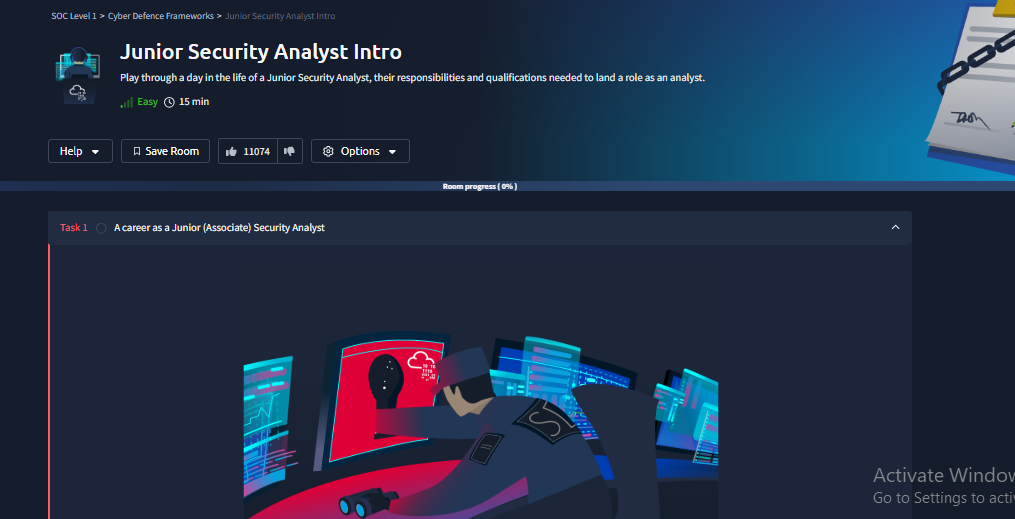 SOC Level 1 > Cyber Defence Frameworks > Junior Security Analyst Intro
Junior Security Analyst Intro
Play through a day in the life of a Junior Security Analyst, their responsibilities and qualifications needed to land a role as an analyst.
Easy 15 min
Help Save Room 11074 Options
Room progress ( 0% )
Task 1 A career as a Junior (Associate) Security Analyst
Activate Window
Go to Settings to activ